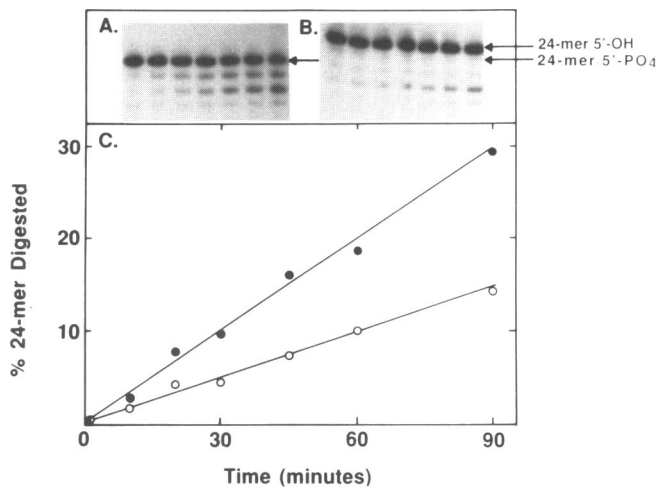 A.
B.
24-mer 5'-OH
24-mer 5'-PO4
C.
30
20
10
% 24-mer Digested
0
30
60
90
Time (minutes)